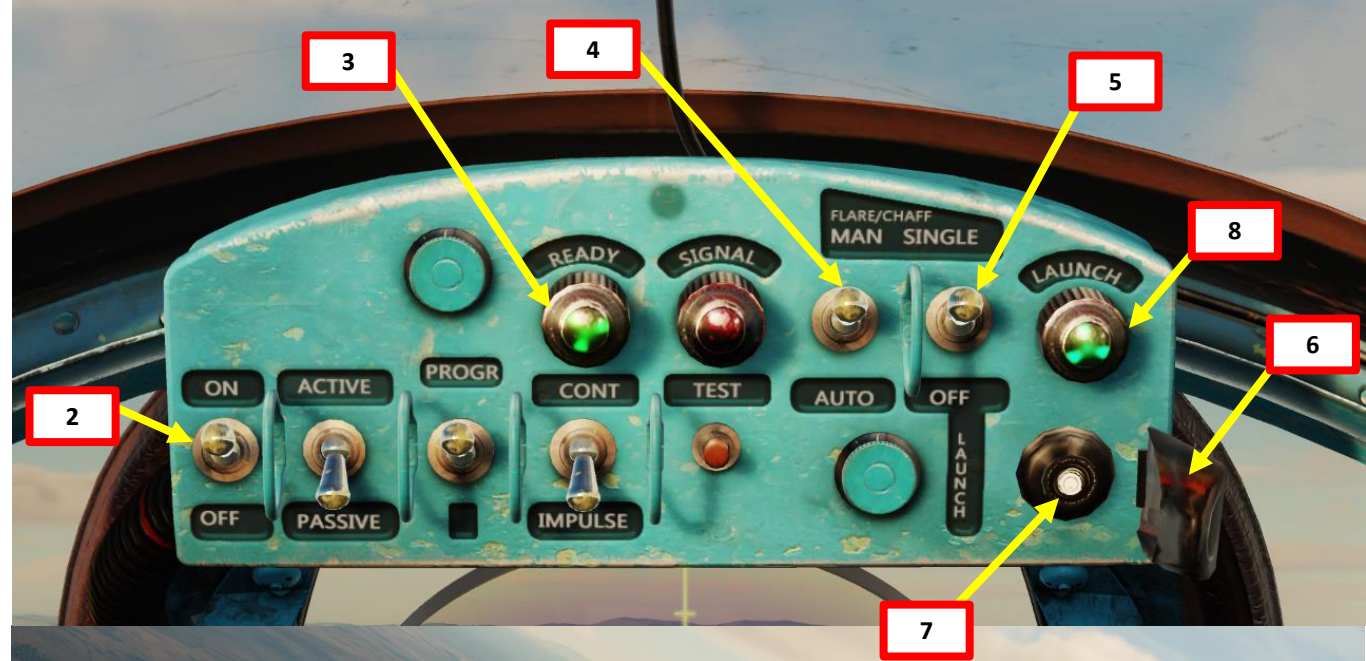 3
4
5
8
6
2
7
FLARE/CHAFF
MAN SINGLE
READY
SIGNAL
LAUNCH
ON
ACTIVE
PROGR
CONT
TEST
AUTO
OFF
LAUNCH
OFF
PASSIVE
IMPULSE